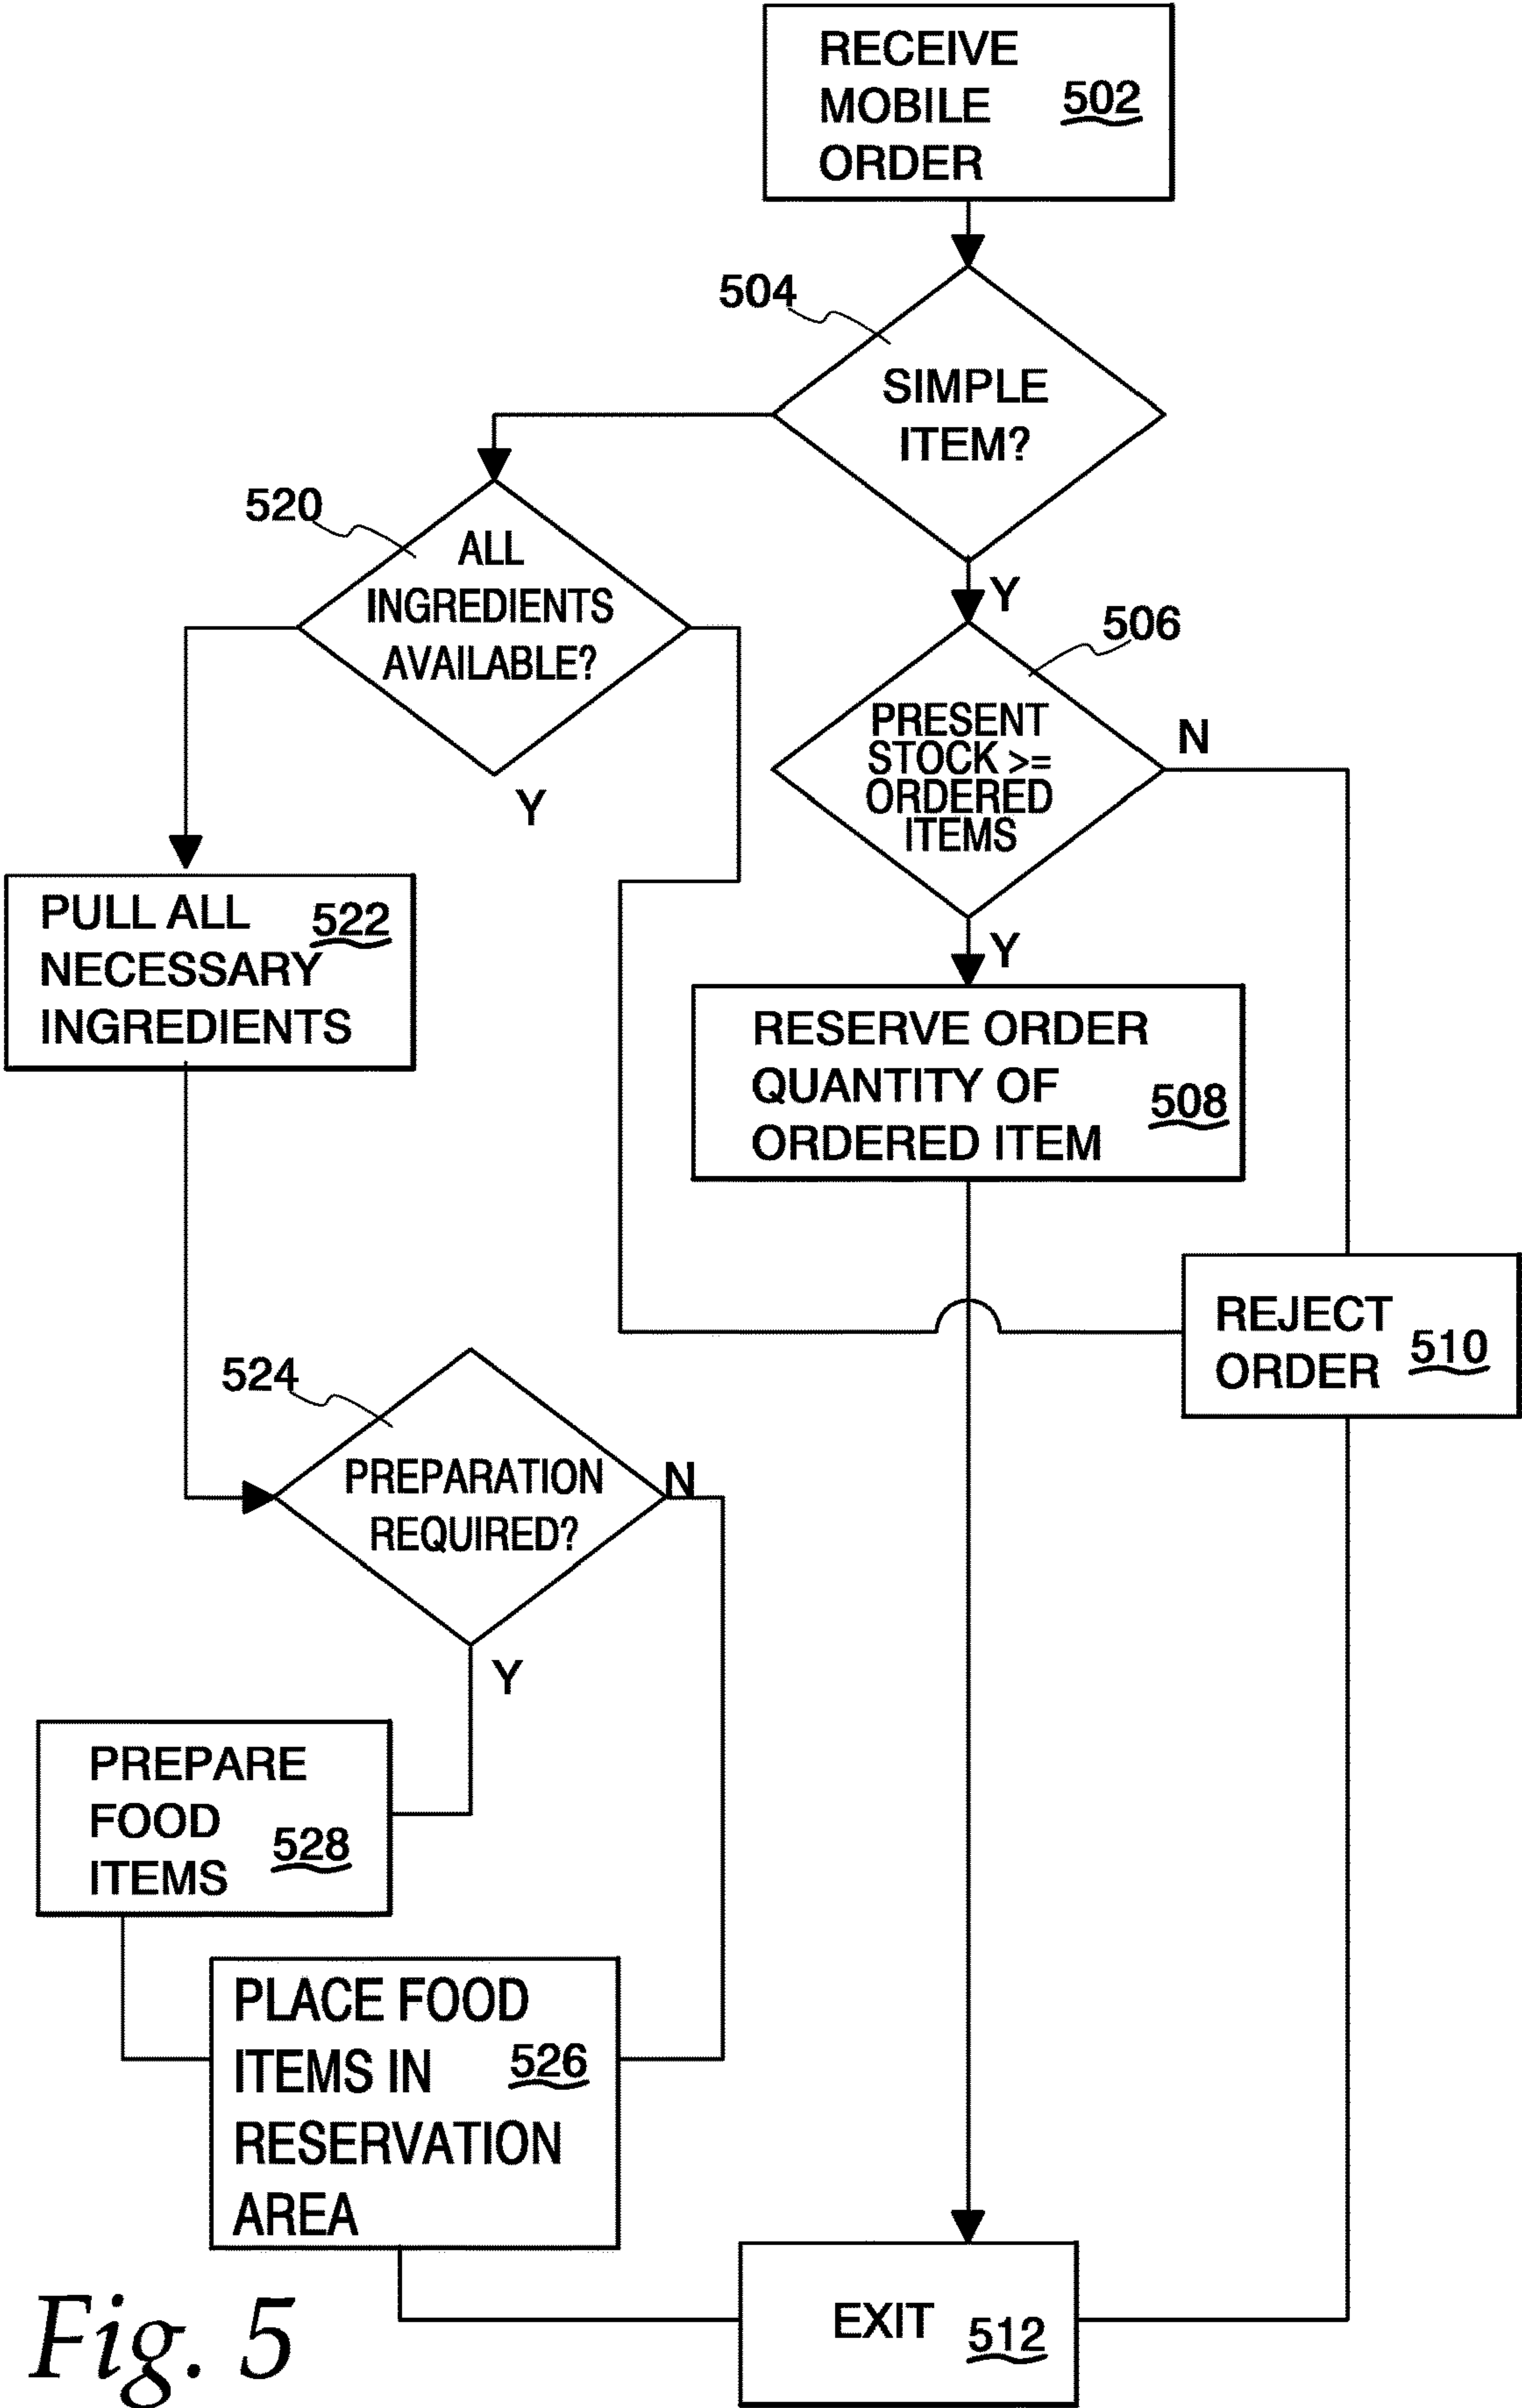 RECEIVE
MOBILE
ORDER
502
504
SIMPLE
ITEM?
Y
520
ALL
INGREDIENTS
AVAILABLE?
Y
506
PRESENT
STOCK >=
ORDERED
ITEMS
N
Y
PULL ALL
NECESSARY
INGREDIENTS
522
RESERVE ORDER
QUANTITY OF
ORDERED ITEM
508
REJECT
ORDER
510
524
PREPARATION
REQUIRED?
N
Y
PREPARE
FOOD
ITEMS
528
PLACE FOOD
ITEMS IN
RESERVATION
AREA
526
EXIT
512
Fig. 5